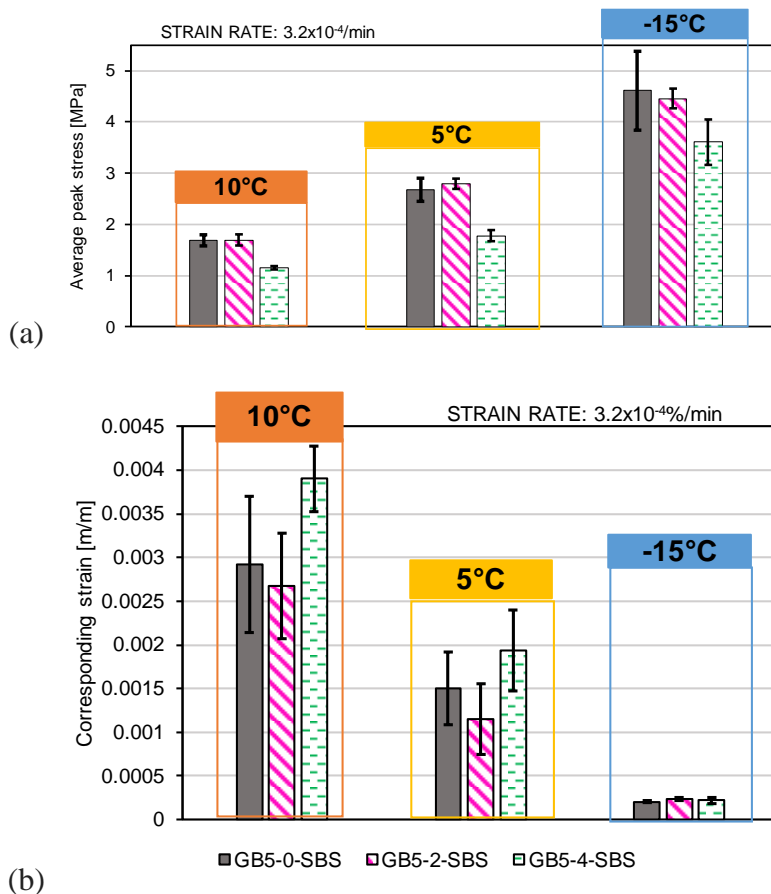 STRAIN RATE: 3.2x10⁻⁴/min
-15°C
5°C
10°C
Average peak stress [MPa]
5
4
3
2
1
0
(a)
10°C
STRAIN RATE: 3.2x10⁻⁴%/min
5°C
-15°C
Corresponding strain [m/m]
0.0045
0.004
0.0035
0.003
0.0025
0.002
0.0015
0.001
0.0005
0
GB5-0-SBS GB5-2-SBS GB5-4-SBS
(b)